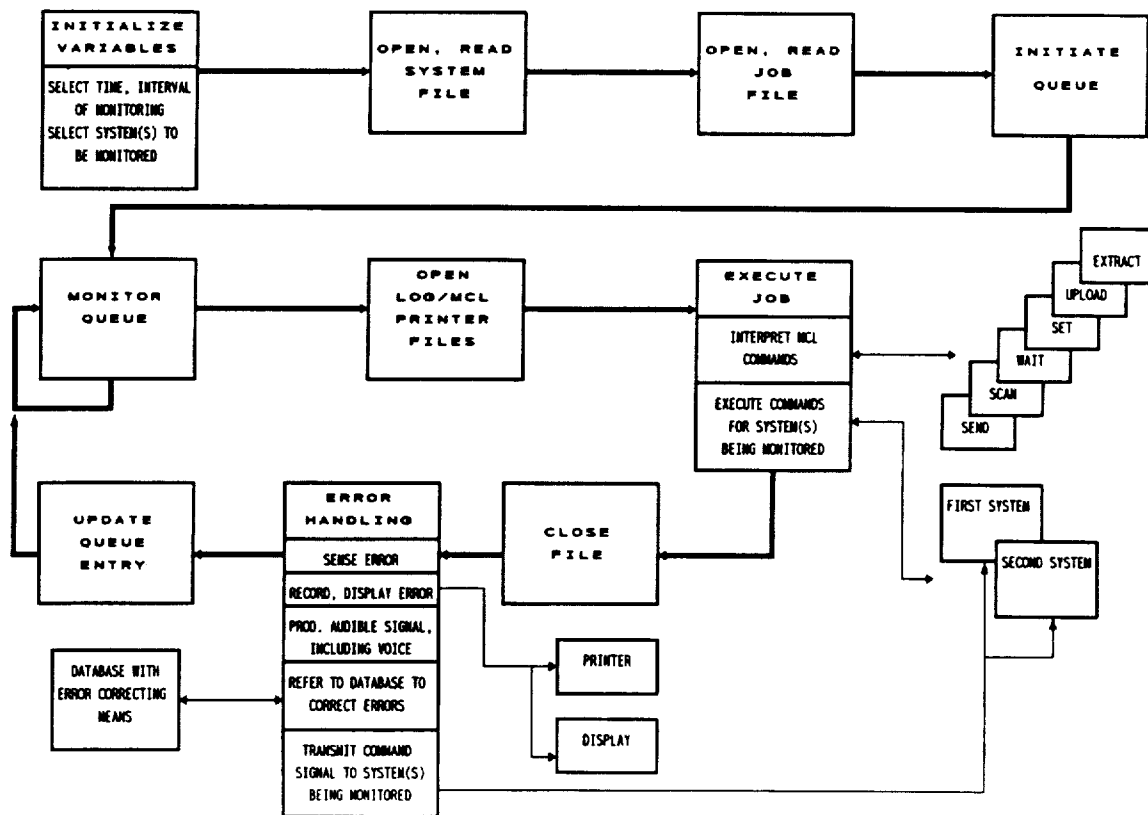 INITIALIZE
VARIABLES
SELECT TIME, INTERVAL
OF MONITORING
SELECT SYSTEM(S) TO
BE MONITORED
OPEN, READ
SYSTEM
FILE
OPEN, READ
JOB
FILE
INITIATE
QUEUE
MONITOR
QUEUE
OPEN
LOG/MCL
PRINTER
FILES
EXECUTE
JOB
INTERPRET MCL
COMMANDS
EXECUTE COMMANDS
FOR SYSTEM(S)
BEING MONITORED
EXTRACT
UPLOAD
SET
WAIT
SCAN
SEND
UPDATE
QUEUE
ENTRY
ERROR
HANDLING
SENSE ERROR
RECORD, DISPLAY ERROR
PROD. AUDIBLE SIGNAL,
INCLUDING VOICE
REFER TO DATABASE TO
CORRECT ERRORS
TRANSMIT COMMAND
SIGNAL TO SYSTEM(S)
BEING MONITORED
CLOSE
FILE
FIRST SYSTEM
SECOND SYSTEM
DATABASE WITH
ERROR CORRECTING
MEANS
PRINTER
DISPLAY